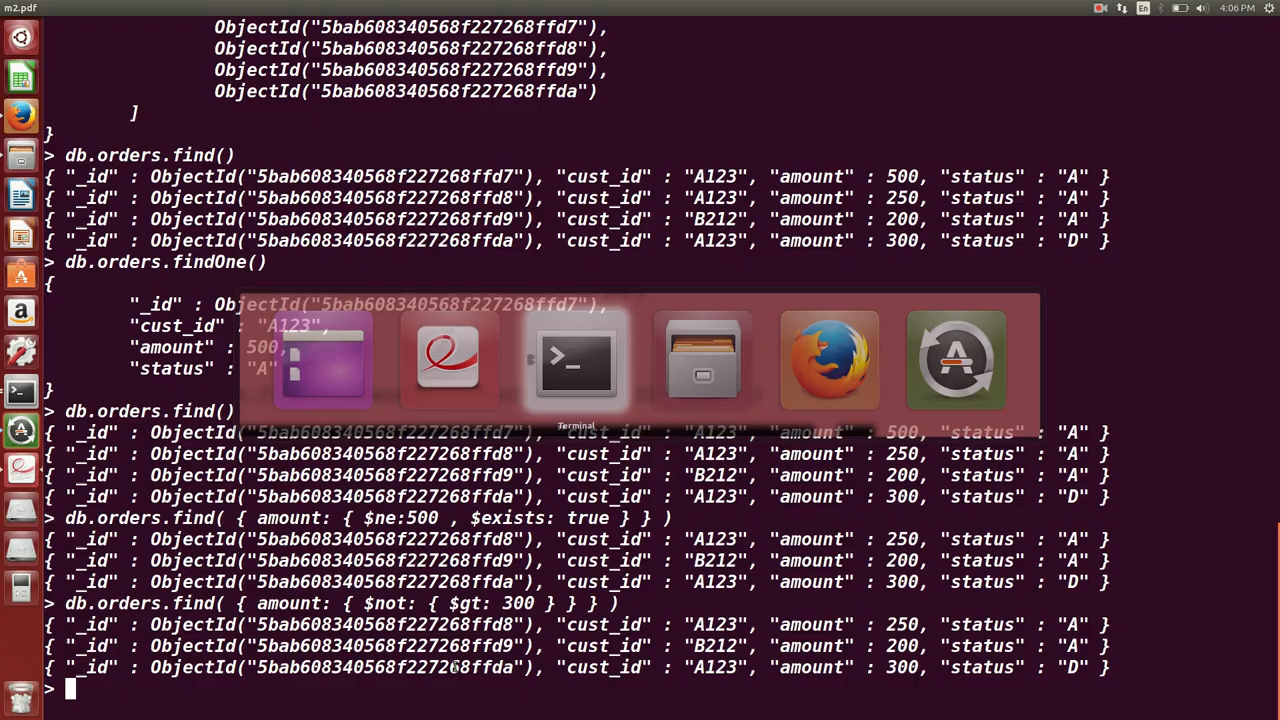 m2.pdf
En
4:06 PM
ObjectId("5bab608340568f227268ffd7"),
ObjectId("5bab608340568f227268ffd8"),
ObjectId("5bab608340568f227268ffd9"),
ObjectId("5bab608340568f227268ffda")
]
}
> db.orders.find()
{ "_id" : ObjectId("5bab608340568f227268ffd7"), "cust_id" : "A123", "amount" : 500, "status" : "A" }
{ "_id" : ObjectId("5bab608340568f227268ffd8"), "cust_id" : "A123", "amount" : 250, "status" : "A" }
{ "_id" : ObjectId("5bab608340568f227268ffd9"), "cust_id" : "B212", "amount" : 200, "status" : "A" }
{ "_id" : ObjectId("5bab608340568f227268ffda"), "cust_id" : "A123", "amount" : 300, "status" : "D" }
> db.orders.findOne()
{
"_id" : ObjectId("5bab608340568f227268ffd7"),
"cust_id" : "A123",
"amount" : 500,
"status" : "A"
}
Terminal
> db.orders.find()
{ "_id" : ObjectId("5bab608340568f227268ffd7"), "cust_id" : "A123", "amount" : 500, "status" : "A" }
{ "_id" : ObjectId("5bab608340568f227268ffd8"), "cust_id" : "A123", "amount" : 250, "status" : "A" }
{ "_id" : ObjectId("5bab608340568f227268ffd9"), "cust_id" : "B212", "amount" : 200, "status" : "A" }
{ "_id" : ObjectId("5bab608340568f227268ffda"), "cust_id" : "A123", "amount" : 300, "status" : "D" }
> db.orders.find( { amount: { $ne:500 , $exists: true } } )
{ "_id" : ObjectId("5bab608340568f227268ffd8"), "cust_id" : "A123", "amount" : 250, "status" : "A" }
{ "_id" : ObjectId("5bab608340568f227268ffd9"), "cust_id" : "B212", "amount" : 200, "status" : "A" }
{ "_id" : ObjectId("5bab608340568f227268ffda"), "cust_id" : "A123", "amount" : 300, "status" : "D" }
> db.orders.find( { amount: { $not: { $gt: 300 } } } )
{ "_id" : ObjectId("5bab608340568f227268ffd8"), "cust_id" : "A123", "amount" : 250, "status" : "A" }
{ "_id" : ObjectId("5bab608340568f227268ffd9"), "cust_id" : "B212", "amount" : 200, "status" : "A" }
{ "_id" : ObjectId("5bab608340568f227268ffda"), "cust_id" : "A123", "amount" : 300, "status" : "D" }
>